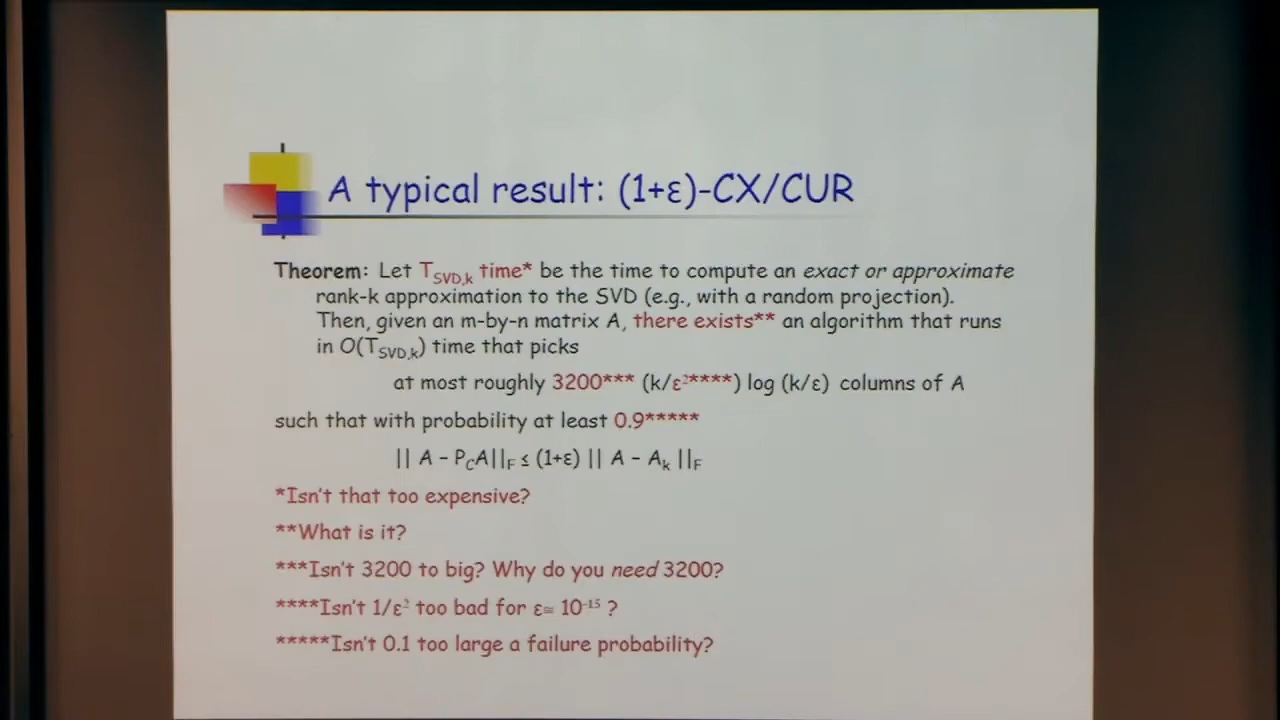 A typical result: (1+ε)-CX/CUR
Theorem: Let T_SVD,k time* be the time to compute an exact or approximate
rank-k approximation to the SVD (e.g., with a random projection).
Then, given an m-by-n matrix A, there exists** an algorithm that runs
in O(T_SVD,k) time that picks
at most roughly 3200*** (k/ε²****) log (k/ε) columns of A
such that with probability at least 0.9*****
|| A – P_C A||_F ≤ (1+ε) || A – A_k ||_F
*Isn't that too expensive?
**What is it?
***Isn't 3200 to big? Why do you need 3200?
****Isn't 1/ε² too bad for ε≃ 10⁻¹⁵ ?
*****Isn't 0.1 too large a failure probability?